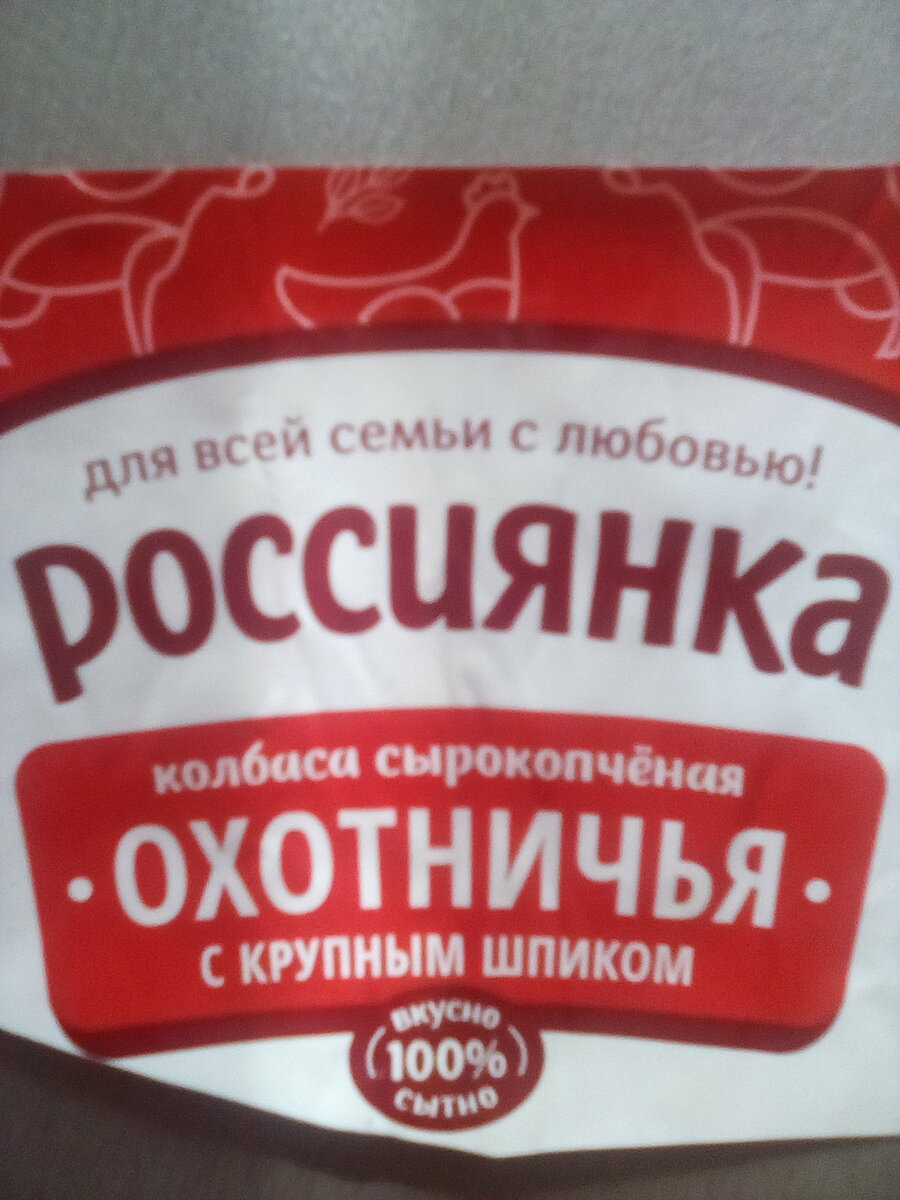 для всей семьи с любовью!
россиянка
колбаса сырокопчёная
• ОХОТНИЧЬЯ •
С КРУПНЫМ ШПИКОМ
вкусно
(100%)
сытно